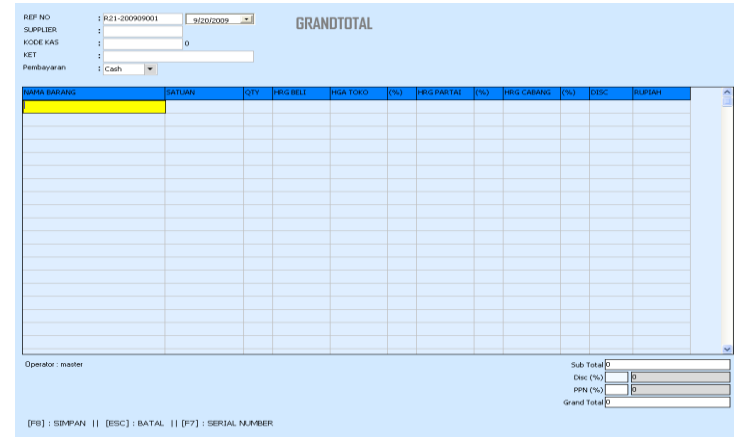 REF NO : R21-200909001 9/20/2009 GRANDTOTAL
SUPPLIER :
KODE KAS : 0
KET :
Pembayaran : Cash
NAMA BARANG SATUAN QTY HRG BELI HGA TOKO (%) HRG PARTAI (%) HRG CABANG (%) DISC RUPIAH
Operator : master Sub Total 0
Disc (%) 0
PPN (%) 0
Grand Total 0
[F8] : SIMPAN || [ESC] : BATAL || [F7] : SERIAL NUMBER